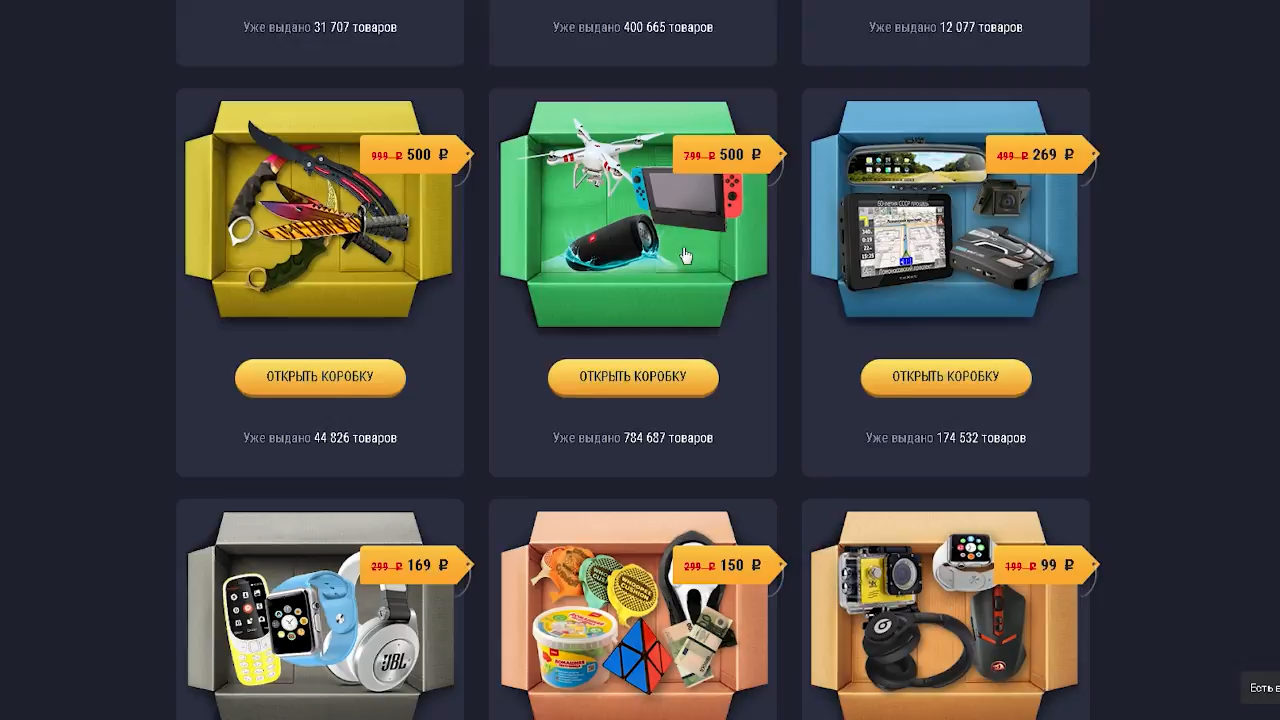 Уже выдано 31 707 товаров
Уже выдано 400 665 товаров
Уже выдано 12 077 товаров
999 ₽ 500 ₽
799 ₽ 500 ₽
499 ₽ 269 ₽
ОТКРЫТЬ КОРОБКУ
ОТКРЫТЬ КОРОБКУ
ОТКРЫТЬ КОРОБКУ
Уже выдано 44 826 товаров
Уже выдано 784 687 товаров
Уже выдано 174 532 товаров
299 ₽ 169 ₽
299 ₽ 150 ₽
199 ₽ 99 ₽
JBL
Есть в